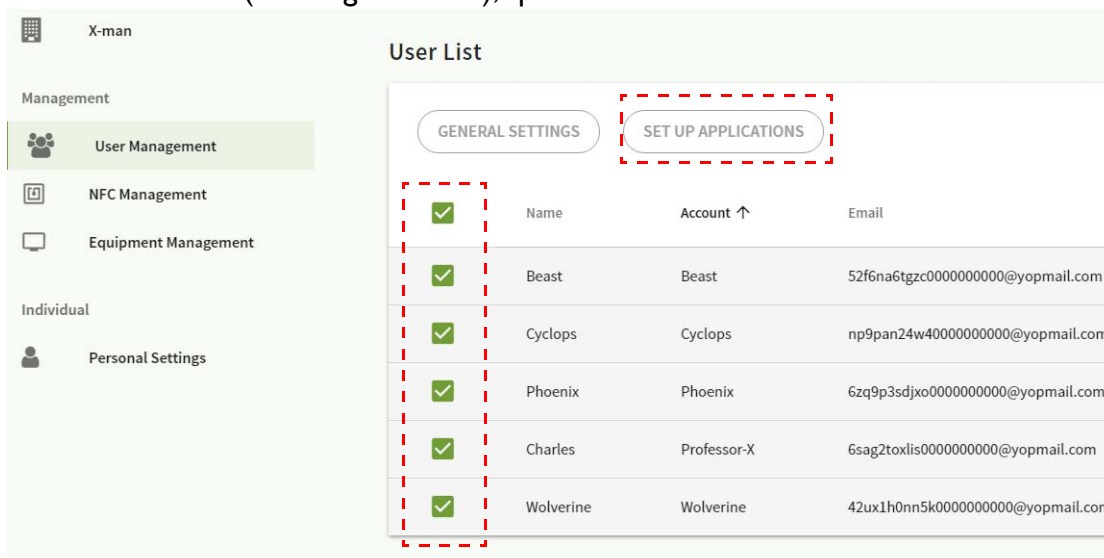 X-man
User List
Management
GENERAL SETTINGS SET UP APPLICATIONS
User Management
NFC Management
Name Account ↑ Email
Equipment Management
Beast Beast 52f6na6tgzc0000000000@yopmail.com
Individual
Cyclops Cyclops np9pan24w40000000000@yopmail.com
Personal Settings
Phoenix Phoenix 6zq9p3sdjxo0000000000@yopmail.com
Charles Professor-X 6sag2toxlis0000000000@yopmail.com
Wolverine Wolverine 42ux1h0nn5k0000000000@yopmail.co